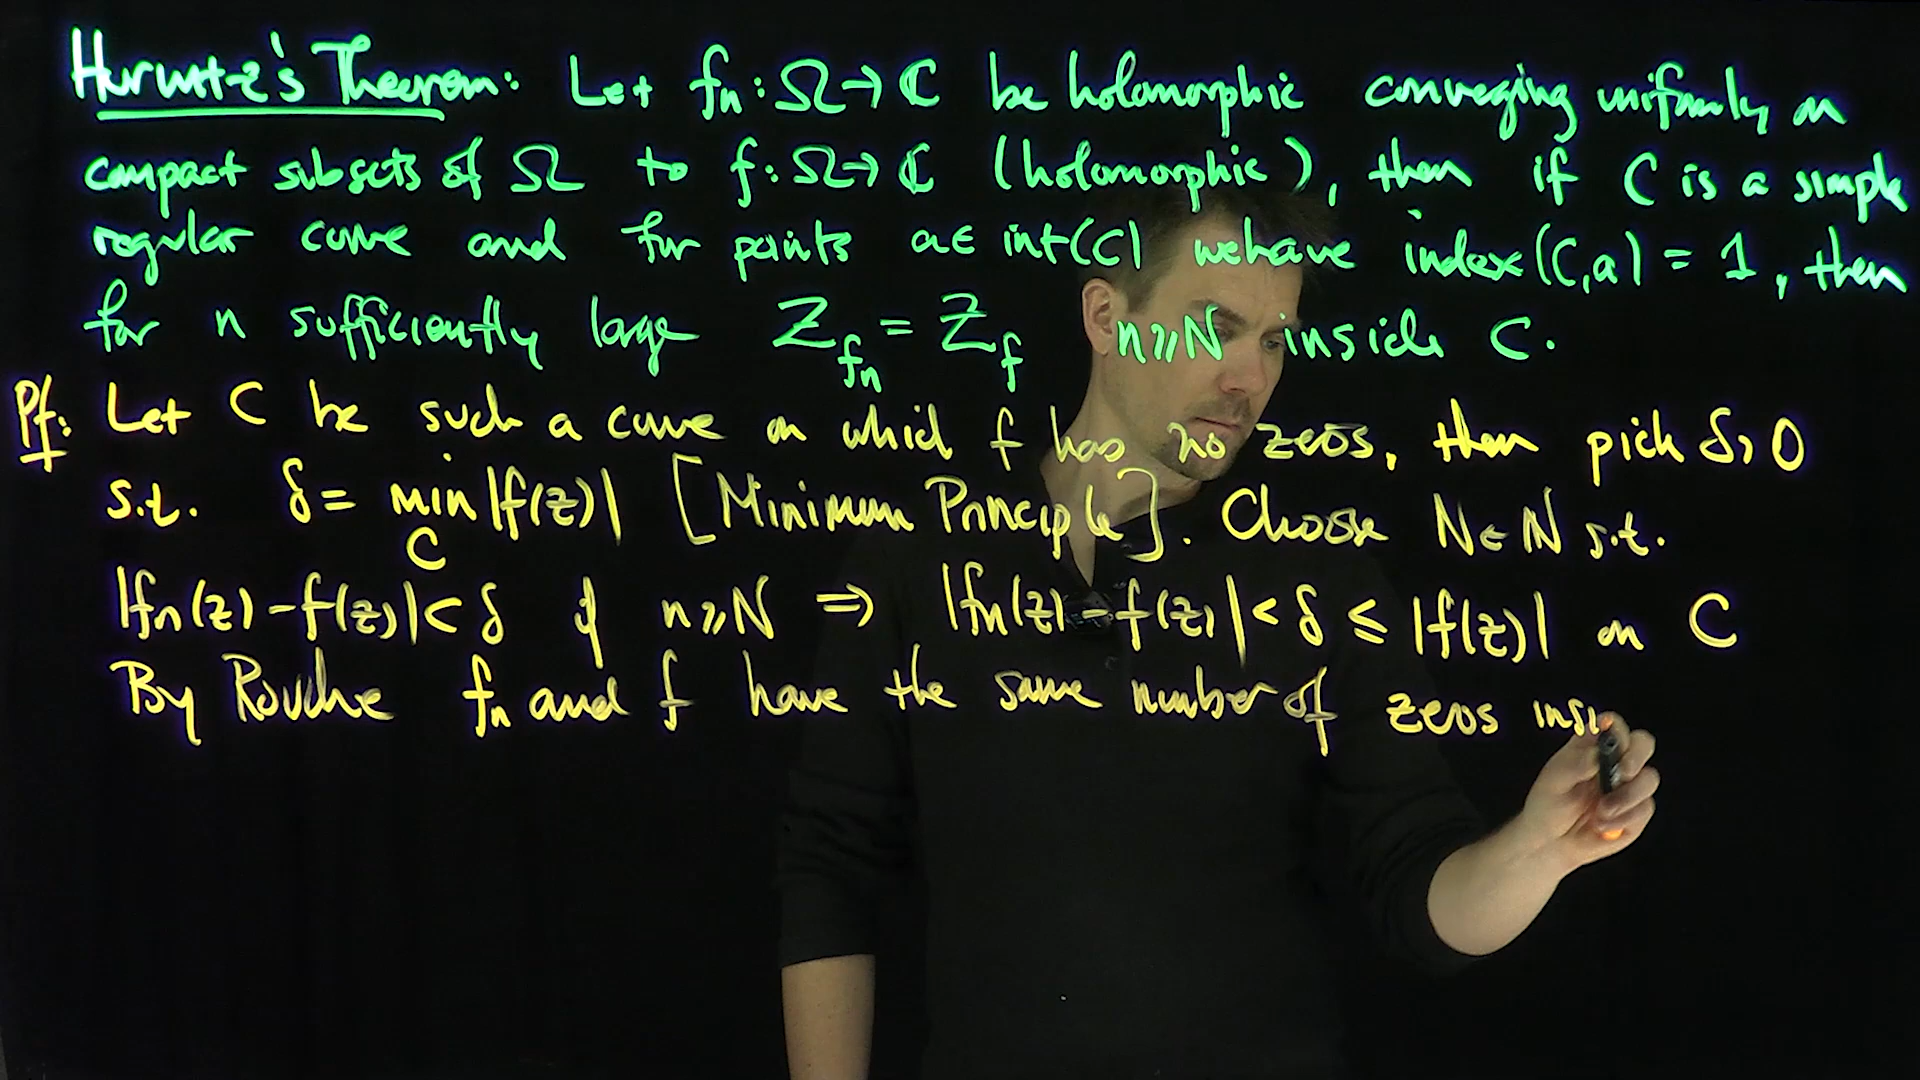 Hurwitz's Theorem: Let fₙ: Ω → ℂ be holomorphic converging uniformly on
compact subsets of Ω to f: Ω → ℂ (holomorphic), then if C is a simple
regular curve and for points a ∈ int(C) we have index(C,a) = 1, then
for n sufficiently large Z_{fₙ} = Z_f n ≥ N inside C.
Pf: Let C be such a curve on which f has no zeros, then pick δ > 0
s.t. δ = min_C |f(z)| [Minimum Principle]. Choose N ∈ ℕ s.t.
|fₙ(z) - f(z)| < δ if n ≥ N ⇒ |fₙ(z) - f(z)| < δ ≤ |f(z)| on C
By Rouche fₙ and f have the same number of zeros insi